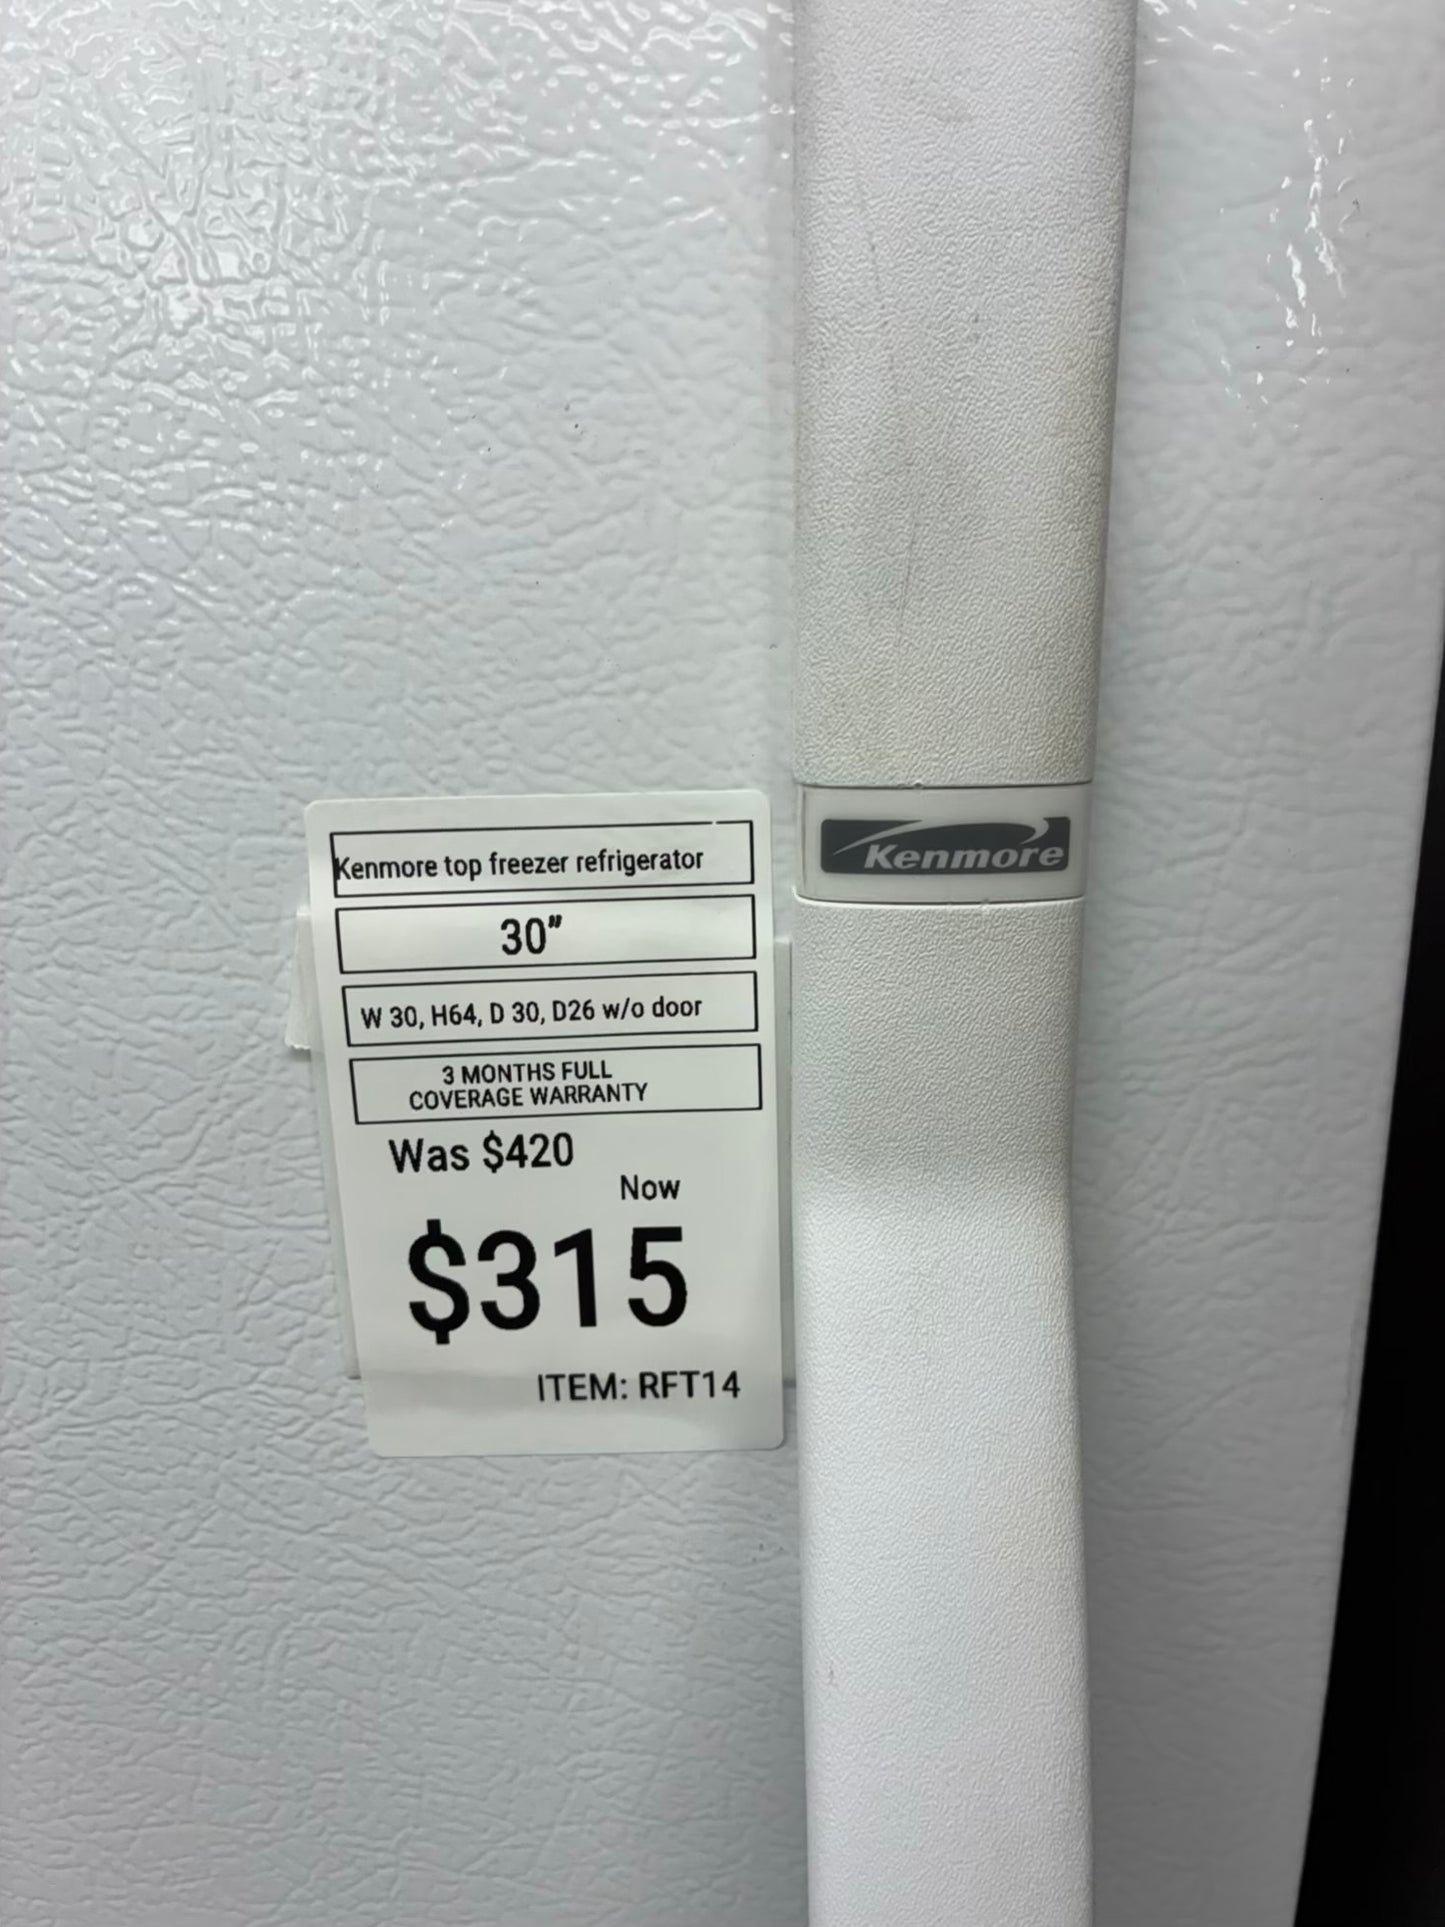 Kenmore top freezer refrigerator
30"
W 30, H64, D 30, D26 w/o door
3 MONTHS FULL
COVERAGE WARRANTY
Was $420
Now
$315
ITEM: RFT14
Kenmore